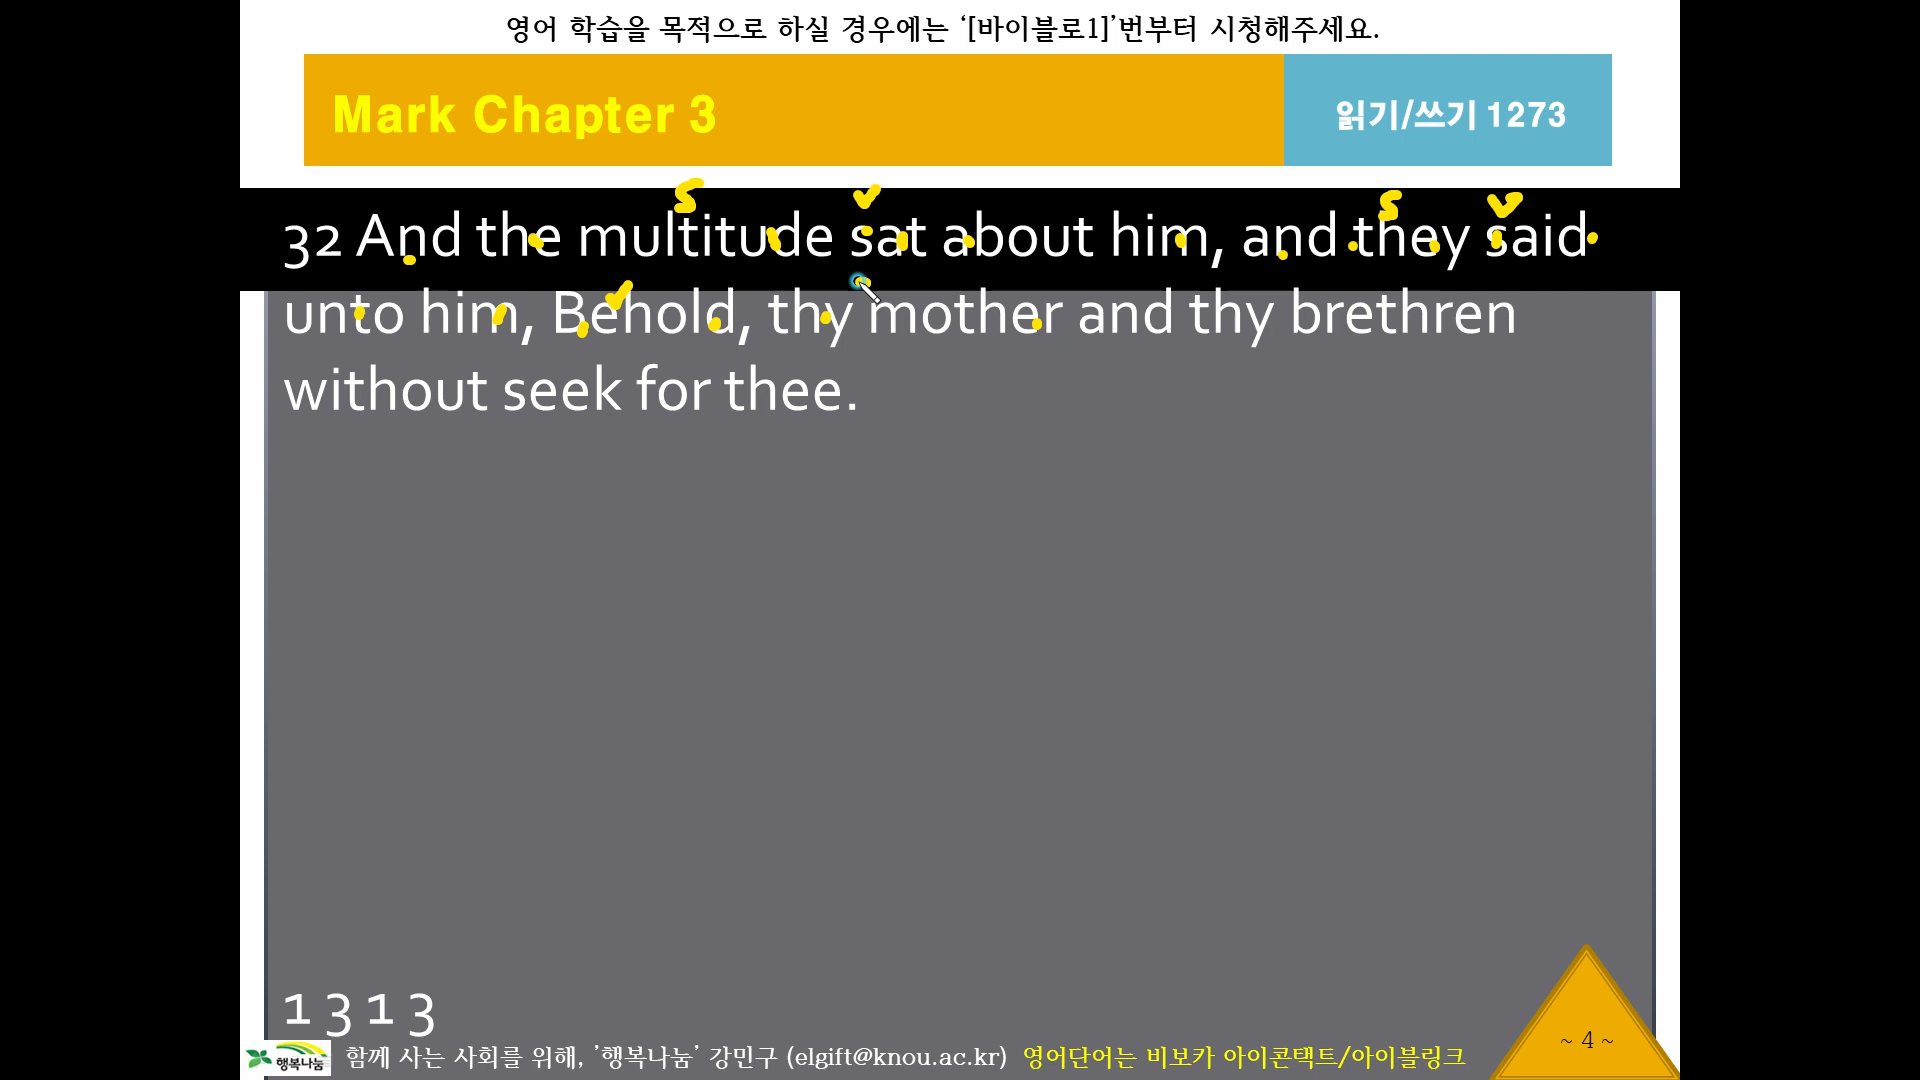 영어 학습을 목적으로 하실 경우에는 ‘[바이블로1]’번부터 시청해주세요.
Mark Chapter 3
읽기/쓰기 1273
S V S V
32 And the multitude sat about him, and they said
unto him, Behold, thy mother and thy brethren
without seek for thee.
1 3 1 3
~ 4 ~
행복나눔 함께 사는 사회를 위해, ’행복나눔’ 강민구 (elgift@knou.ac.kr) 영어단어는 비보카 아이콘택트/아이블링크